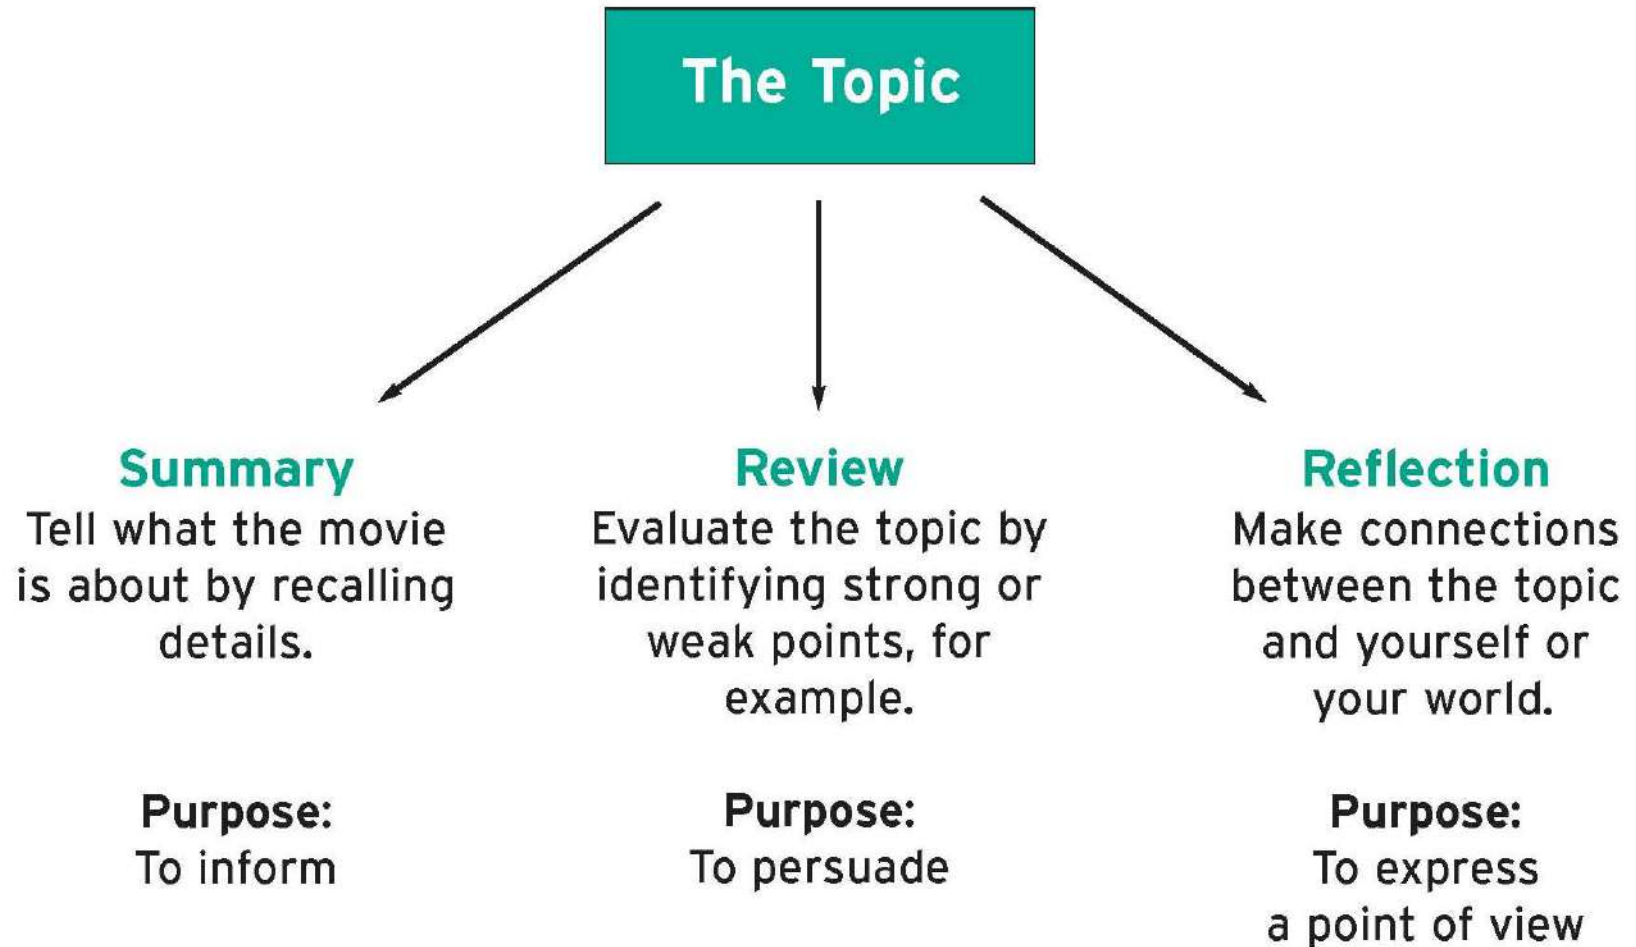 The Topic
Summary
Tell what the movie
is about by recalling
details.
Purpose:
To inform
Review
Evaluate the topic by
identifying strong or
weak points, for
example.
Purpose:
To persuade
Reflection
Make connections
between the topic
and yourself or
your world.
Purpose:
To express
a point of view